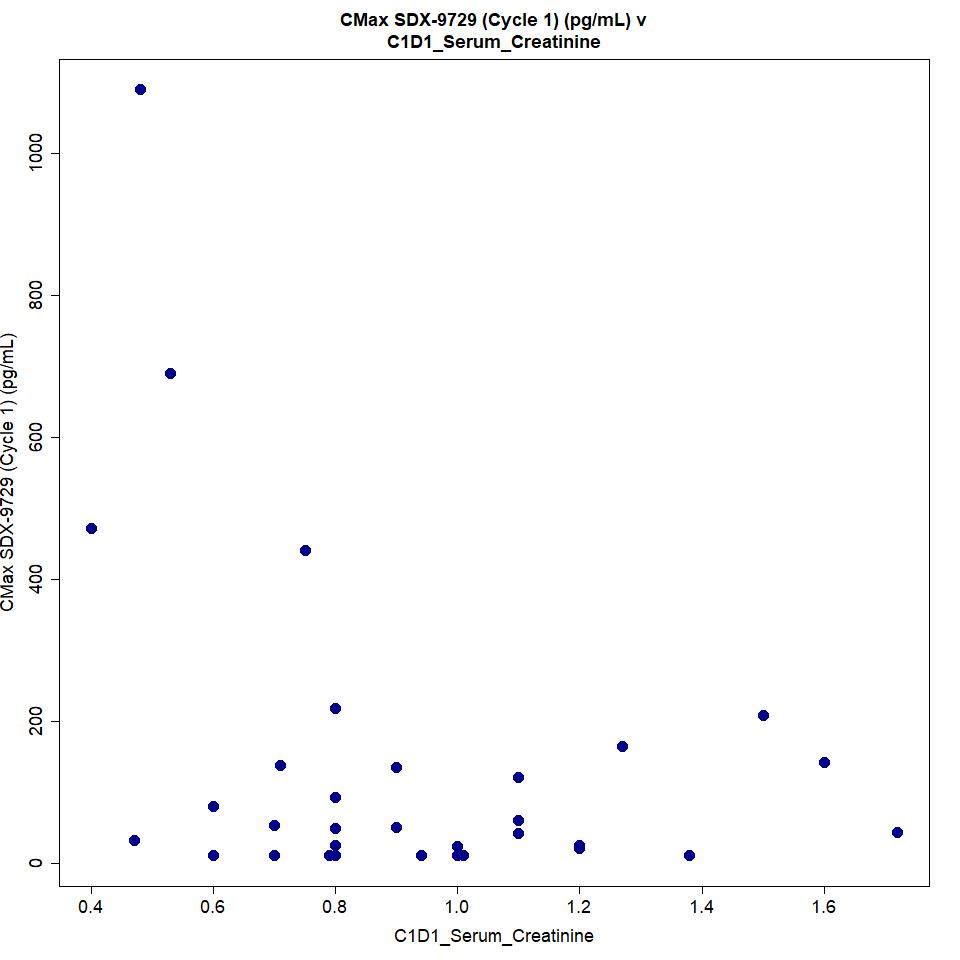 CMax SDX-9729 (Cycle 1) (pg/mL) v
C1D1_Serum_Creatinine
CMax SDX-9729 (Cycle 1) (pg/mL)
1000
800
600
400
200
0
0.4 0.6 0.8 1.0 1.2 1.4 1.6
C1D1_Serum_Creatinine